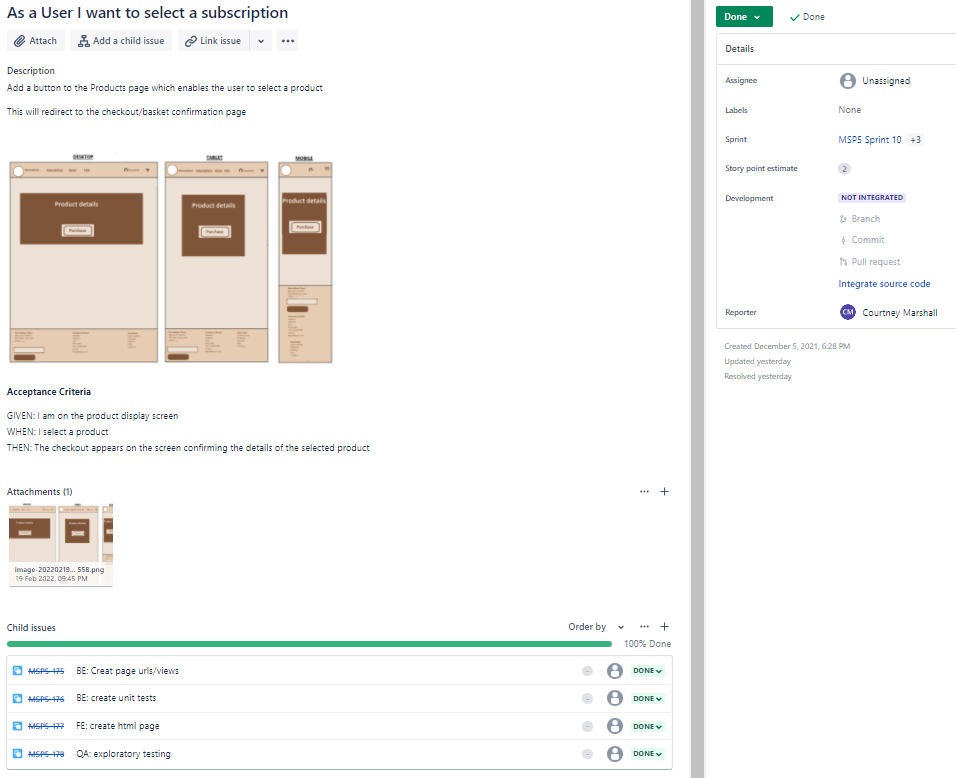 As a User I want to select a subscription
Attach
Add a child issue
Link issue
Description
Add a button to the Products page which enables the user to select a product
This will redirect to the checkout/basket confirmation page
DESKTOP
TABLET
MOBILE
Product details
Purchase
Product details
Purchase
Product details
Purchase
Acceptance Criteria
GIVEN: I am on the product display screen
WHEN: I select a product
THEN: The checkout appears on the screen confirming the details of the selected product
Attachments (1)
image-20220219... 558.png
19 Feb 2022, 09:45 PM
Child issues
Order by
100% Done
MSP5-175 BE: Creat page urls/views DONE
MSP5-176 BE: create unit tests DONE
MSP5-177 FE: create html page DONE
MSP5-178 QA: exploratory testing DONE
Done
Done
Details
Assignee Unassigned
Labels None
Sprint MSP5 Sprint 10 +3
Story point estimate 2
Development NOT INTEGRATED
Branch
Commit
Pull request
Integrate source code
Reporter CM Courtney Marshall
Created December 5, 2021, 6:28 PM
Updated yesterday
Resolved yesterday